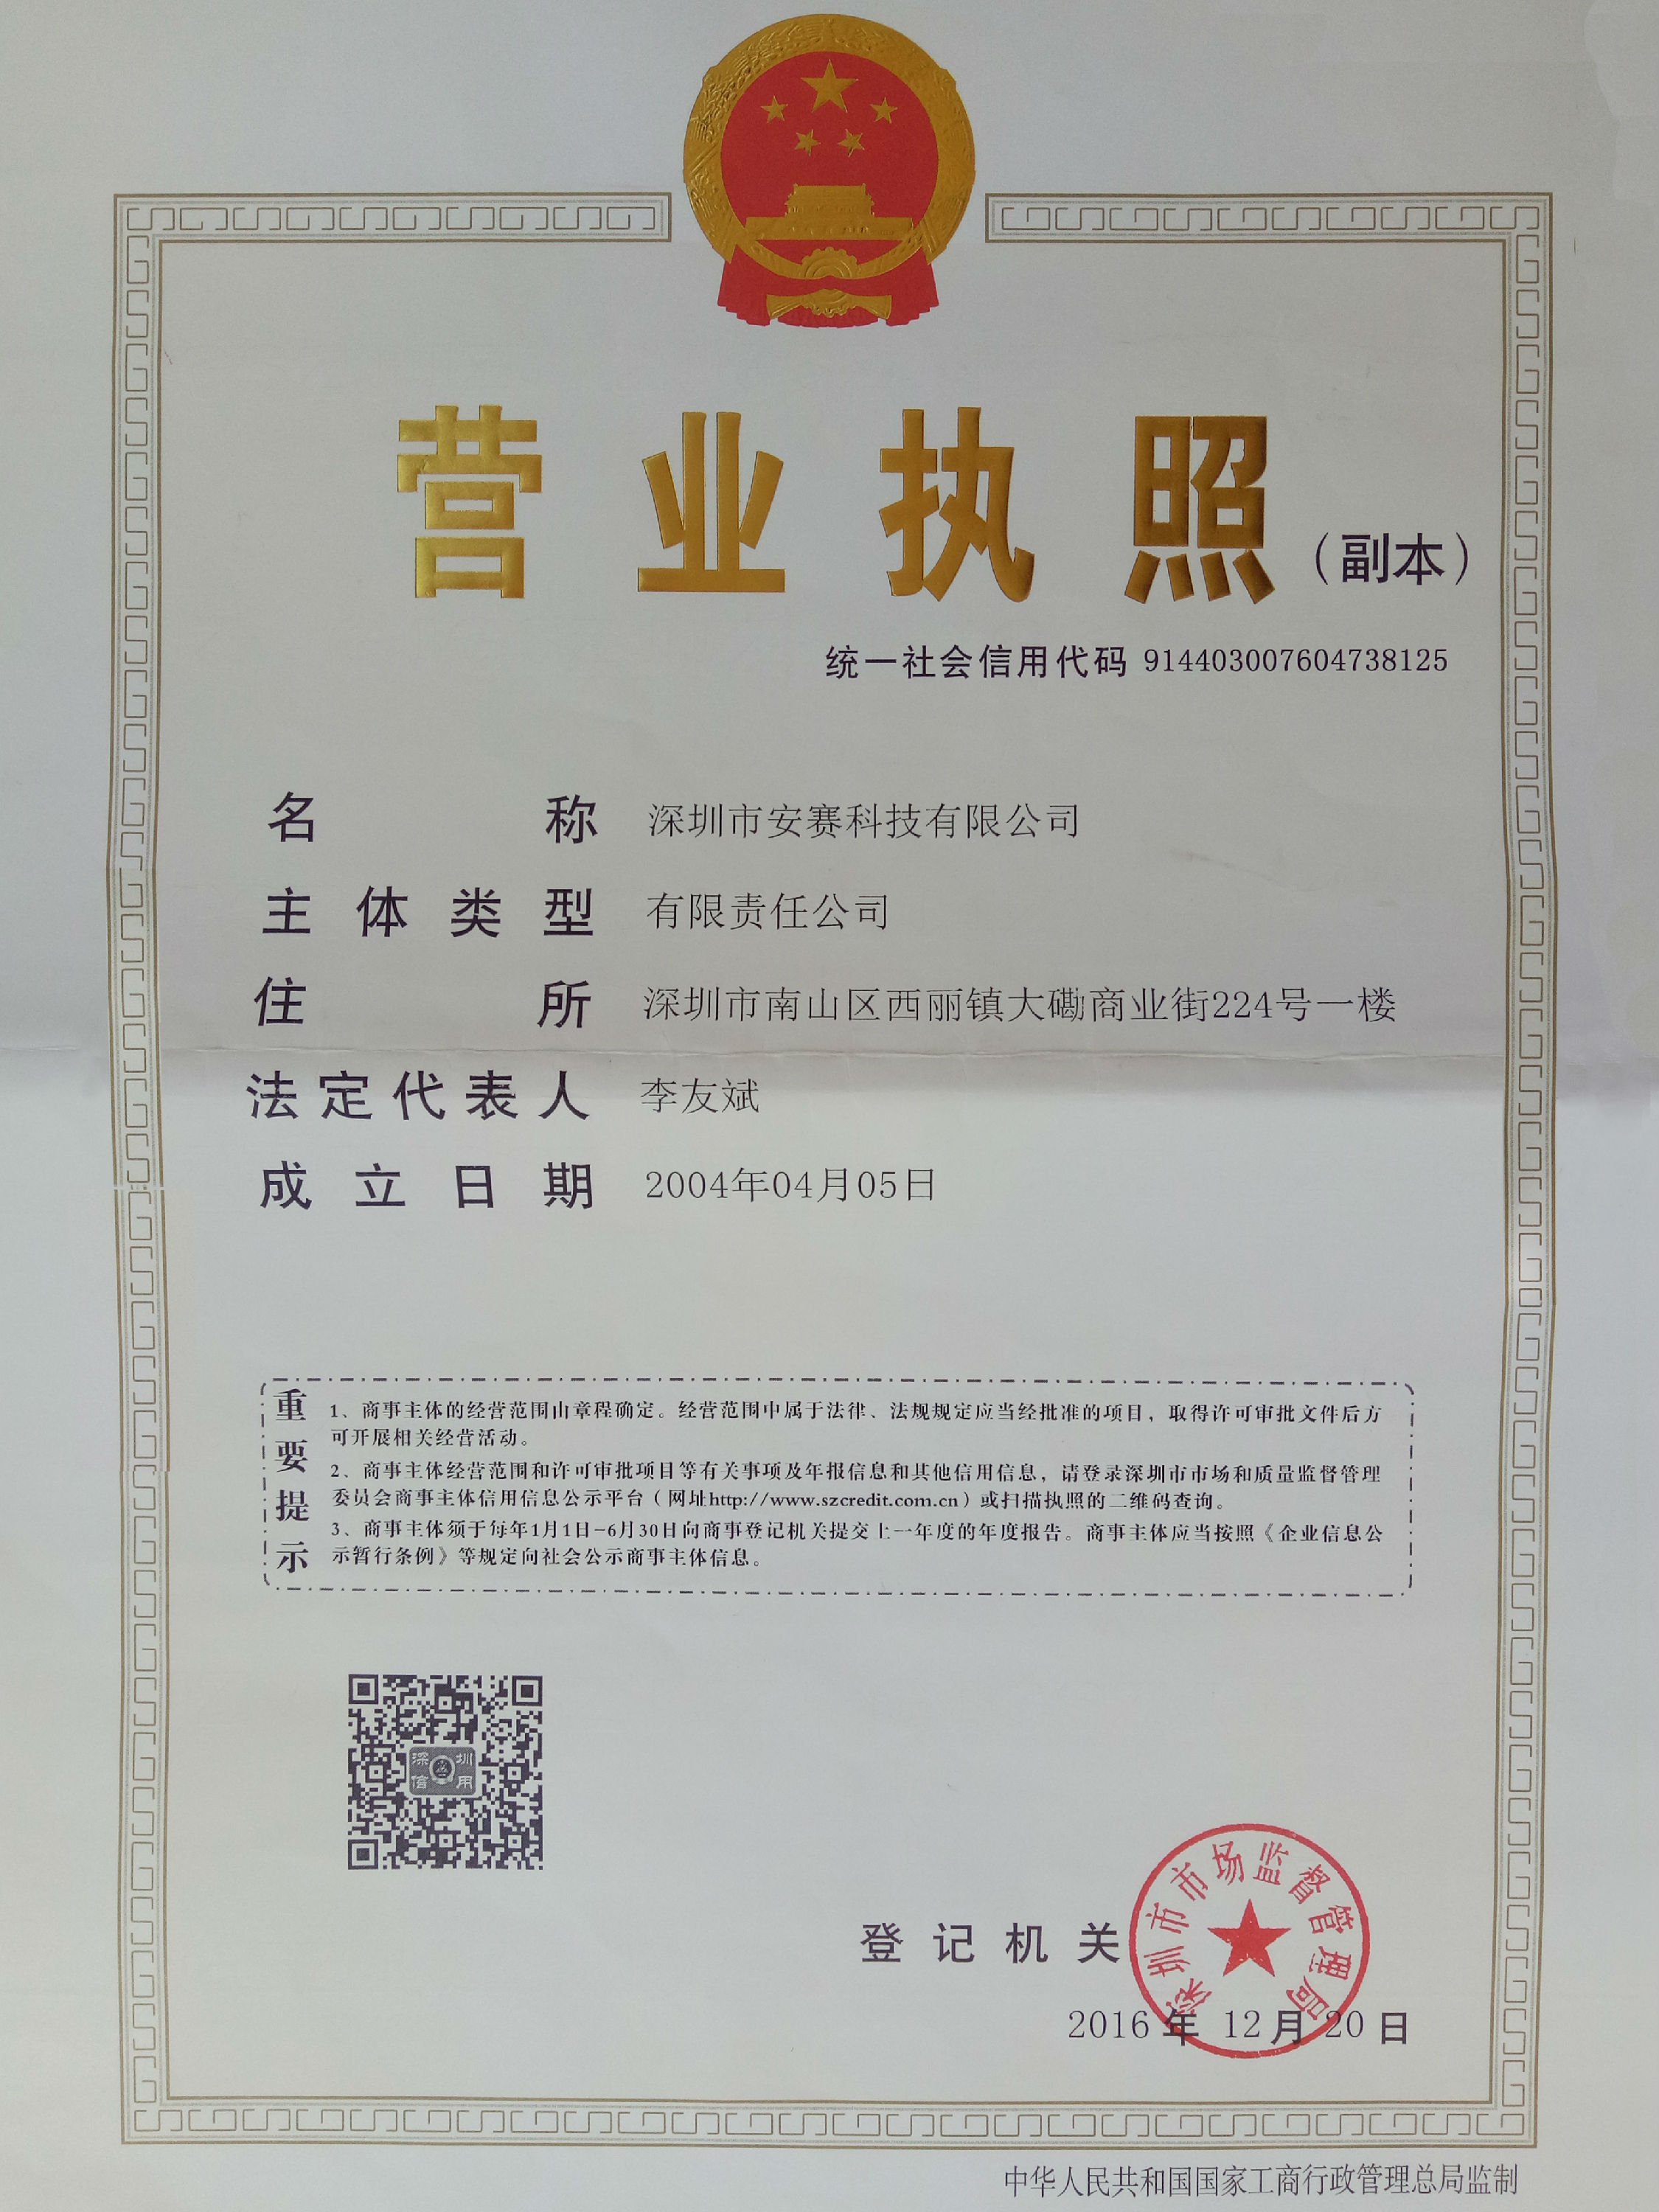 营业执照(副本)
统一社会信用代码 914403007604738125
名称 深圳市安赛科技有限公司
主体类型 有限责任公司
住所 深圳市南山区西丽镇大磡商业街224号一楼
法定代表人 李友斌
成立日期 2004年04月05日
重要提示
1、商事主体的经营范围由章程确定。经营范围中属于法律、法规规定应当经批准的项目，取得许可审批文件后方
可开展相关经营活动。
2、商事主体经营范围和许可审批项目等有关事项及年报信息和其他信用信息，请登录深圳市市场和质量监督管理
委员会商事主体信用信息公示平台（网址http://www.szcredit.com.cn）或扫描执照的二维码查询。
3、商事主体须于每年1月1日-6月30日向商事登记机关提交上一年度的年度报告。商事主体应当按照《企业信息公
示暂行条例》等规定向社会公示商事主体信息。
深圳
信用
登记机关
深圳市市场监督管理局
2016 年 12 月 20 日
中华人民共和国国家工商行政管理总局监制